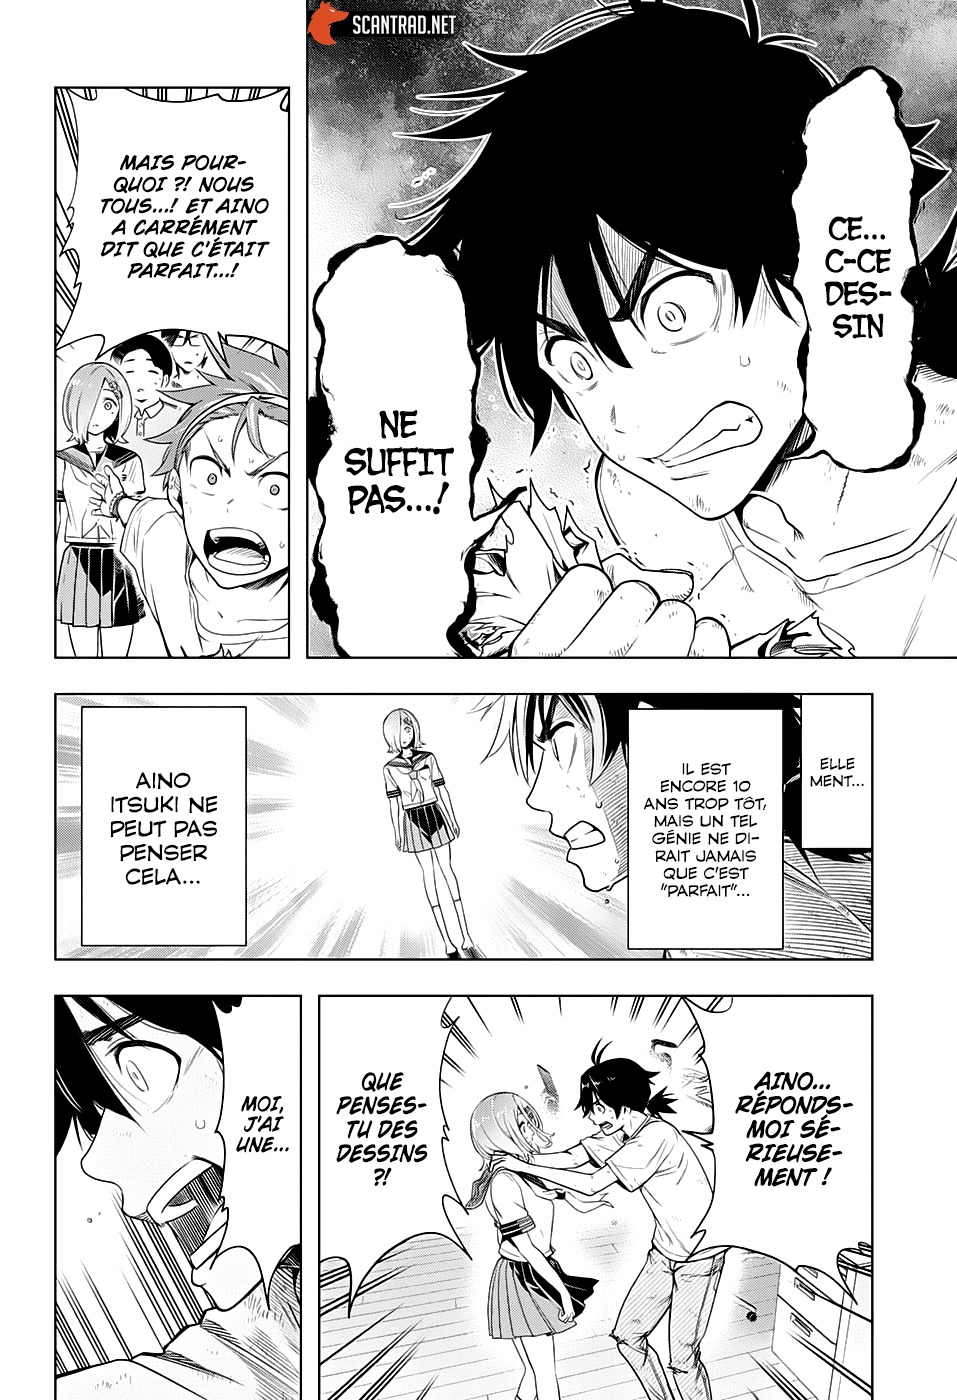 SCANTRAD.NET
CE...
C-CE
DES-
SIN
NE
SUFFIT
PAS...!
MAIS POUR-
QUOI ?! NOUS
TOUS...! ET AINO
A CARRÉMENT
DIT QUE C'ÉTAIT
PARFAIT...!
ELLE
MENT...
IL EST
ENCORE 10
ANS TROP TÔT,
MAIS UN TEL
GÉNIE NE DI-
RAIT JAMAIS
QUE C'EST
"PARFAIT"...
AINO
ITSUKI NE
PEUT PAS
PENSER
CELA...
AINO...
RÉPONDS-
MOI SÉ-
RIEUSE-
MENT !
QUE
PENSES-
TU DES
DESSINS
?!
MOI,
J'AI
UNE...